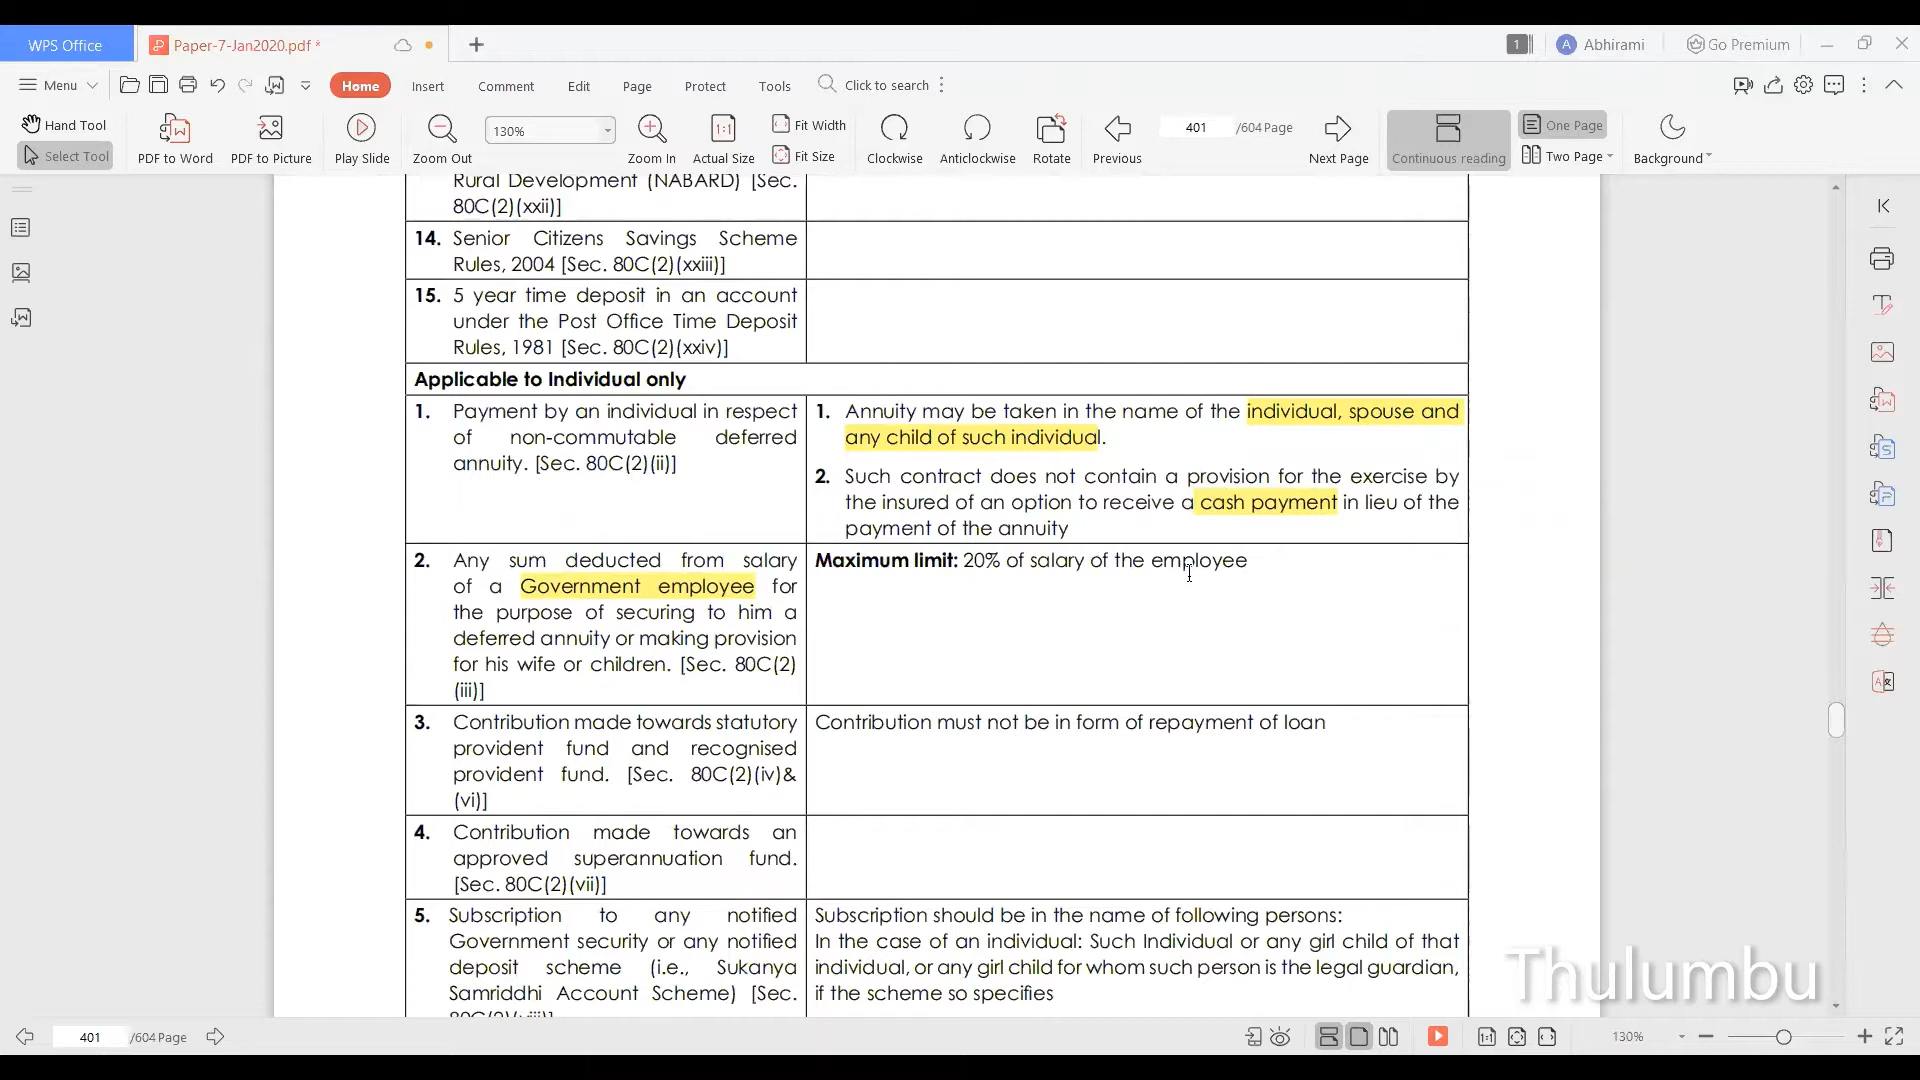 WPS Office
Paper-7-Jan2020.pdf *
1
A Abhirami
Go Premium
Menu
Home
Insert
Comment
Edit
Page
Protect
Tools
Click to search
Hand Tool
Select Tool
PDF to Word
PDF to Picture
Play Slide
Zoom Out
130%
Zoom In
1:1
Actual Size
Fit Width
Fit Size
Clockwise
Anticlockwise
Rotate
Previous
401 /604 Page
Next Page
Continuous reading
One Page
Two Page
Background
Rural Development (NABARD) [Sec.
80C(2)(xxii)]
14. Senior Citizens Savings Scheme
Rules, 2004 [Sec. 80C(2)(xxiii)]
15. 5 year time deposit in an account
under the Post Office Time Deposit
Rules, 1981 [Sec. 80C(2)(xxiv)]
Applicable to Individual only
1. Payment by an individual in respect
of non-commutable deferred
annuity. [Sec. 80C(2)(ii)]
1. Annuity may be taken in the name of the individual, spouse and
any child of such individual.
2. Such contract does not contain a provision for the exercise by
the insured of an option to receive a cash payment in lieu of the
payment of the annuity
2. Any sum deducted from salary
of a Government employee for
the purpose of securing to him a
deferred annuity or making provision
for his wife or children. [Sec. 80C(2)
(iii)]
Maximum limit: 20% of salary of the employee
3. Contribution made towards statutory
provident fund and recognised
provident fund. [Sec. 80C(2)(iv)&
(vi)]
Contribution must not be in form of repayment of loan
4. Contribution made towards an
approved superannuation fund.
[Sec. 80C(2)(vii)]
5. Subscription to any notified
Government security or any notified
deposit scheme (i.e., Sukanya
Samriddhi Account Scheme) [Sec.
80C(2)(viii)]
Subscription should be in the name of following persons:
In the case of an individual: Such Individual or any girl child of that
individual, or any girl child for whom such person is the legal guardian,
if the scheme so specifies
Thulumbu
401 /604 Page
130%